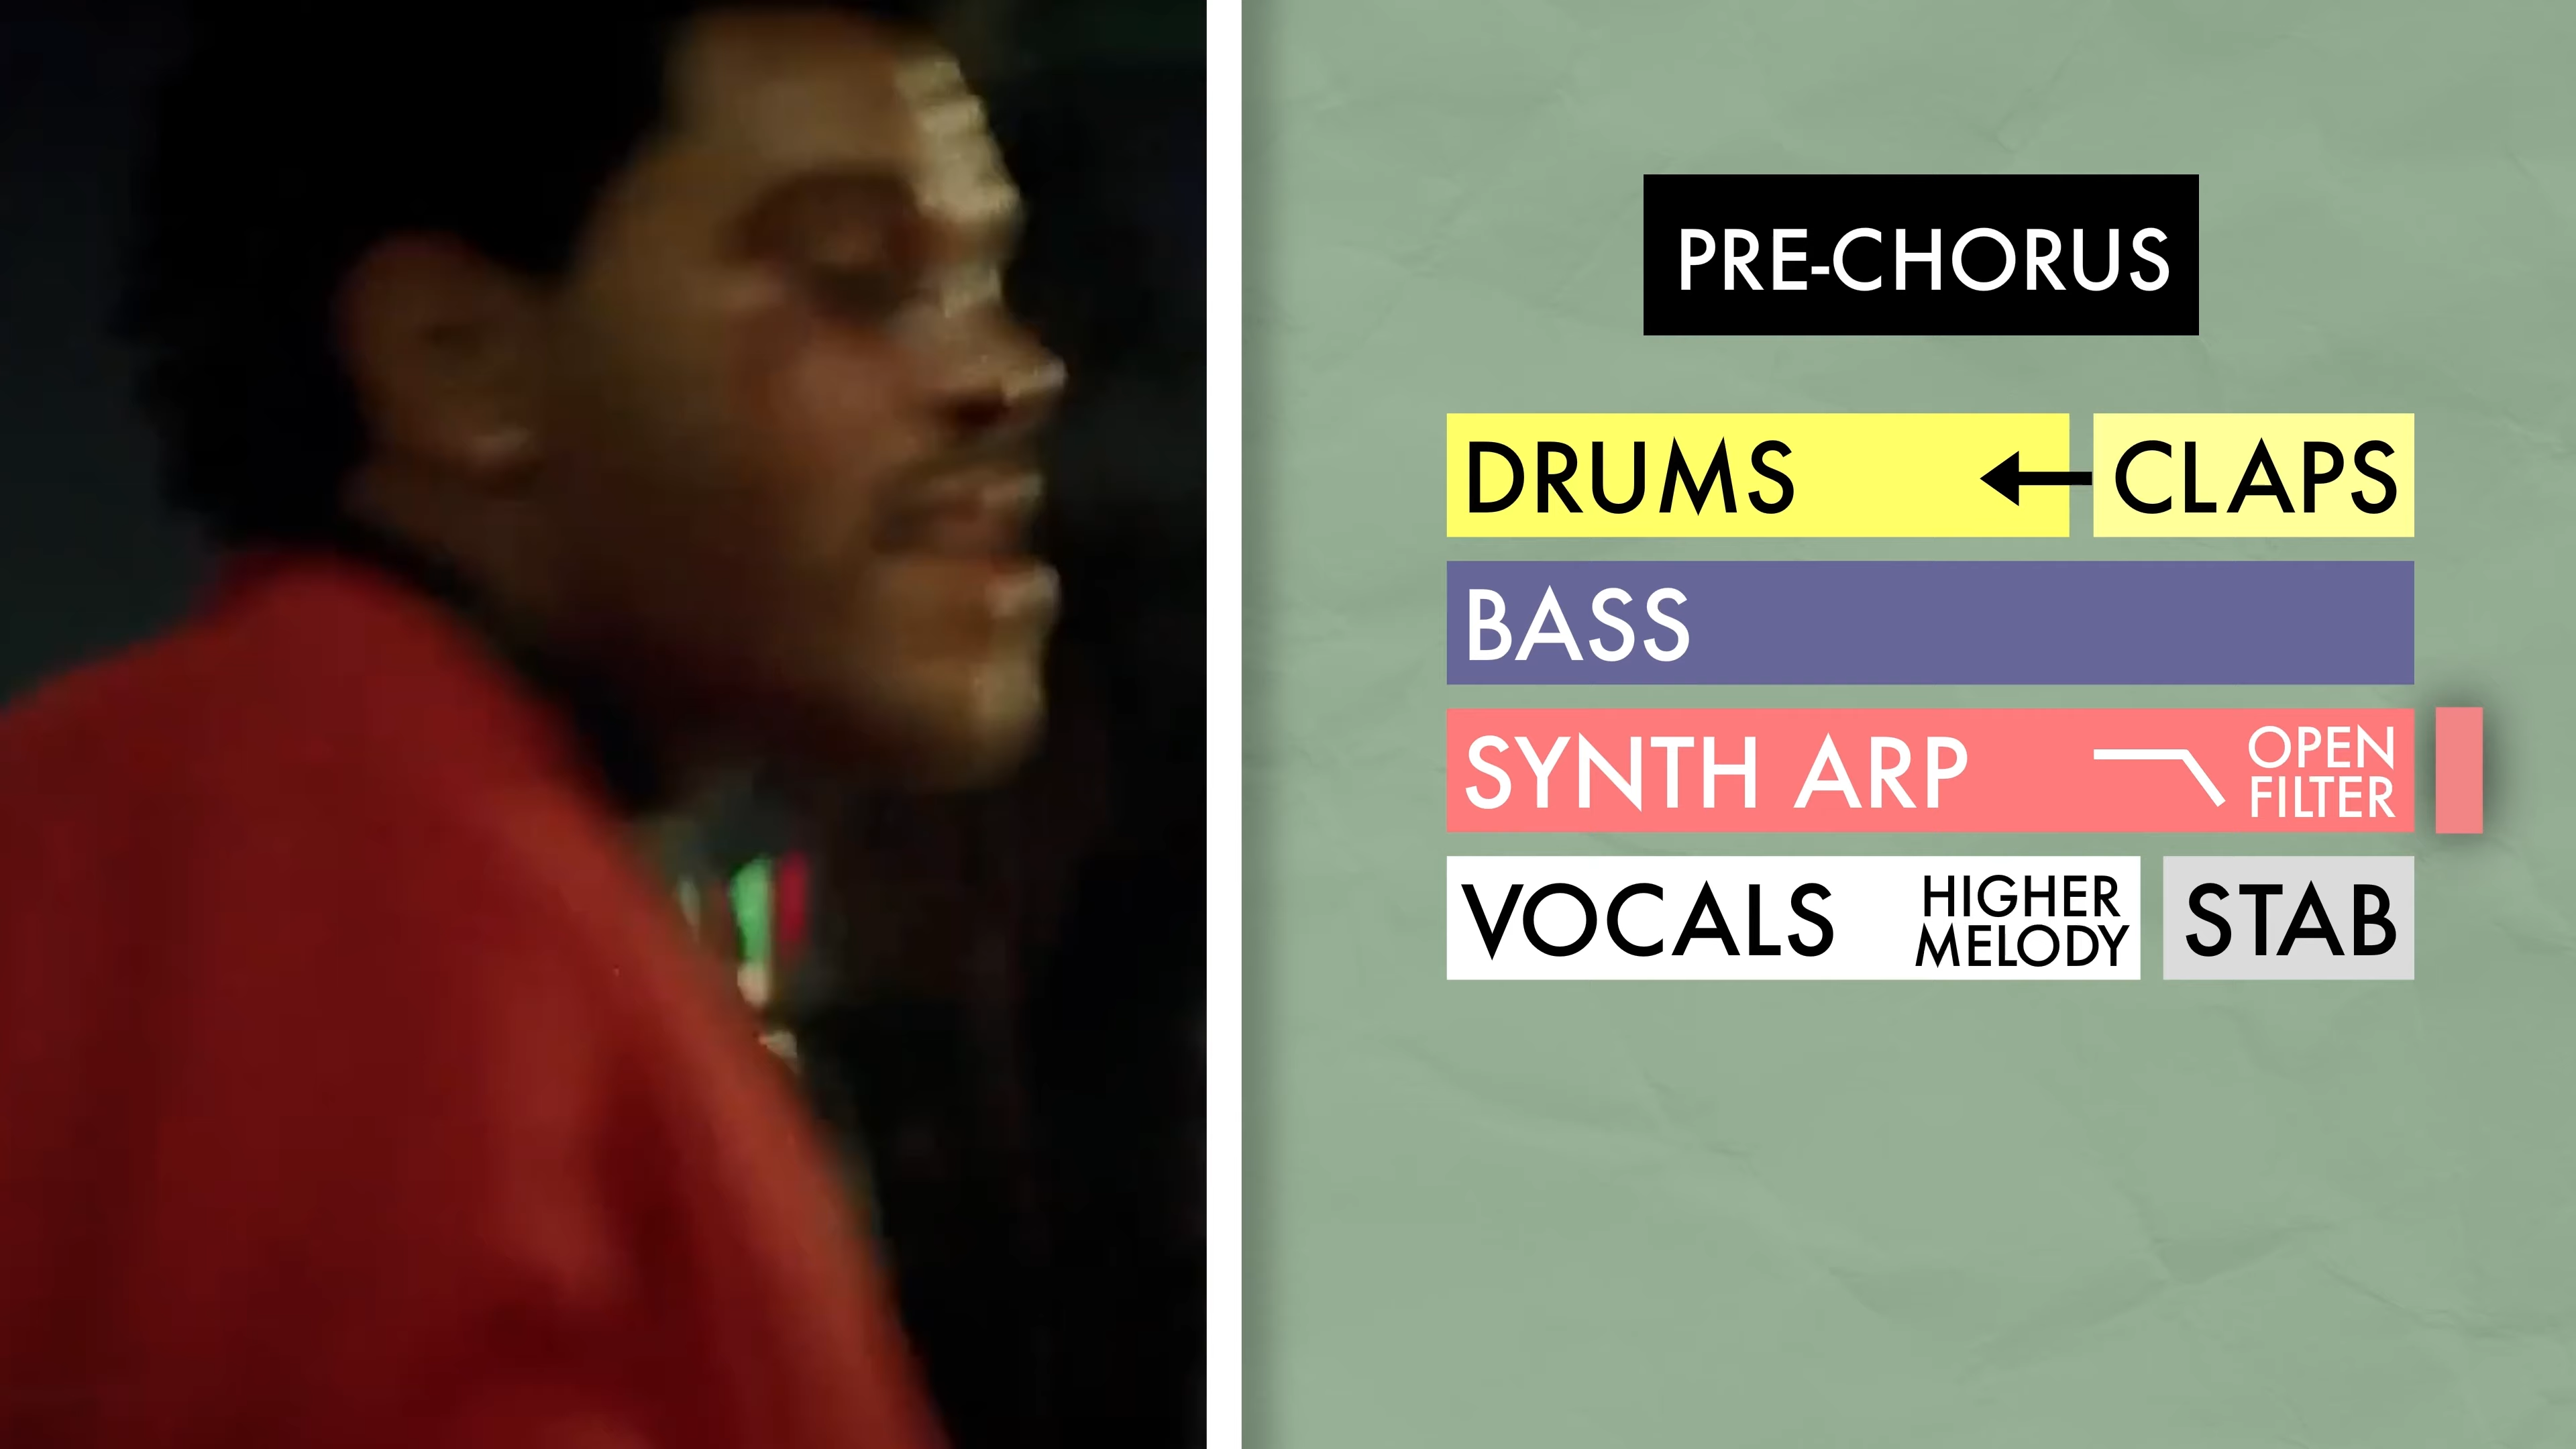 PRE-CHORUS
DRUMS CLAPS
BASS
SYNTH ARP OPEN
FILTER
VOCALS HIGHER
MELODY STAB